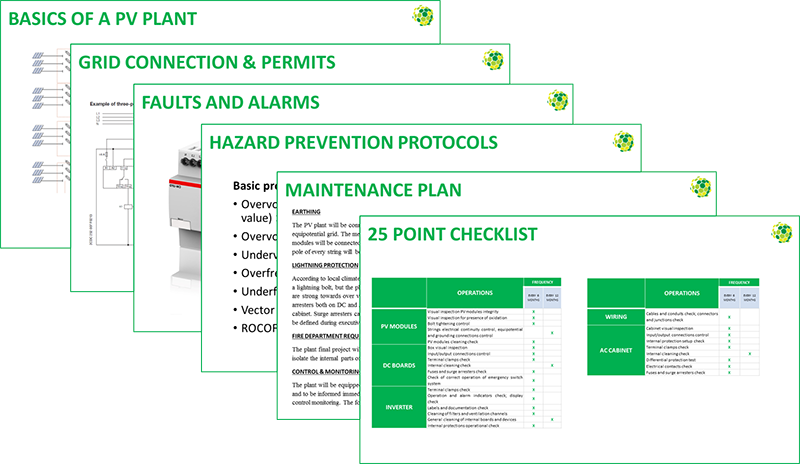 BASICS OF A PV PLANT
GRID CONNECTION & PERMITS
Example of three-p
FAULTS AND ALARMS
HAZARD PREVENTION PROTOCOLS
Basic pre
• Overvo
value)
• Overvo
• Underv
• Overfre
• Underf
• Vector
• ROCOF
MAINTENANCE PLAN
EARTHING
The PV plant will be con
equipotential grid. The me
modules will be connected
pole of every string will be
LIGHTNING PROTECTION
According to local climate
a lightning bolt, but the pl
are strong towards over v
arresters both on DC and
cabinet. Surge arresters ca
be defined during executiv
FIRE DEPARTMENT REQU
The plant final project wi
isolate the internal parts o
CONTROL & MONITORING
The plant will be equippe
and to be informed immed
control monitoring. The fo
25 POINT CHECKLIST
OPERATIONS
FREQUENCY
EVERY 6 MONTHS
EVERY 12 MONTHS
PV MODULES
Visual inspection PV modules integrity X
Visual inspection for presence of oxidation X
Bolt tightening control X
Strings electrical continuity control, equipotential
and grounding connections control X
PV modules cleaning check X
DC BOARDS
Box visual inspection X
Input/output connections control X
Terminal clamps check X
Internal cleaning check X
Fuses and surge arresters check X
INVERTER
Check of correct operation of emergency switch
system X
Terminal clamps check X
Operation and alarm indicators check; display
check X
Labels and documentation check X
Cleaning of filters and ventilation channels X
General cleaning of internal boards and devices X
Internal protections operational check X
OPERATIONS
FREQUENCY
EVERY 6 MONTHS
EVERY 12 MONTHS
WIRING
Cables and conduits check; connectors
and junctions check X
AC CABINET
Cabinet visual inspection X
Input/output connections control X
Internal protection setup check X
Terminal clamps check X
Internal cleaning check X
Differential protection test X
Electrical contacts check X
Fuses and surge arresters check X